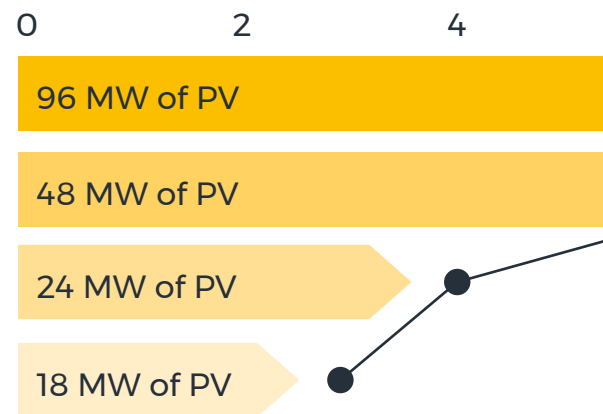 0 2 4
96 MW of PV
48 MW of PV
24 MW of PV
18 MW of PV